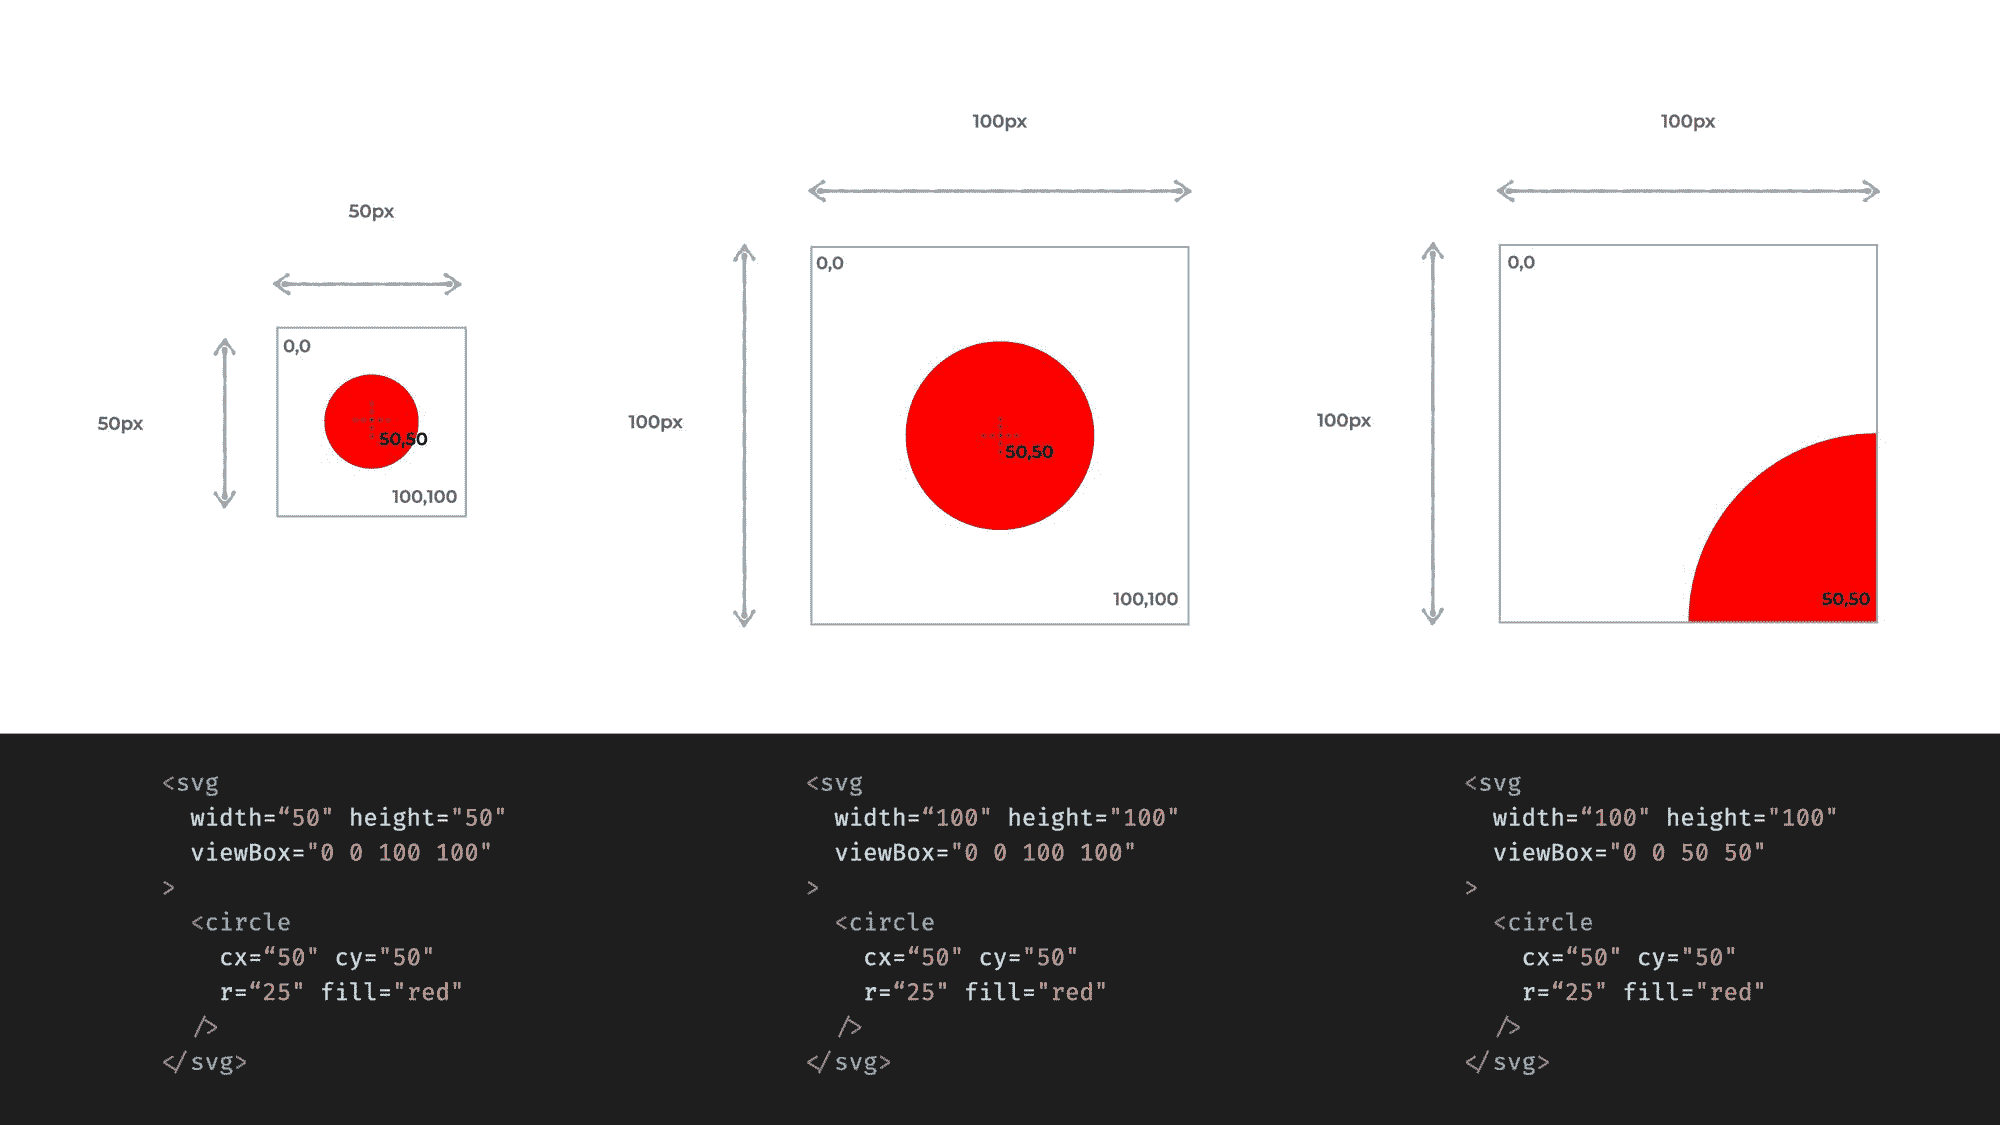 50px
50px
0,0
50,50
100,100
100px
100px
0,0
50,50
100,100
100px
100px
0,0
50,50
<svg
width=“50" height="50"
viewBox="0 0 100 100"
>
<circle
cx=“50" cy="50"
r=“25" fill="red"
/>
</svg>
<svg
width=“100" height="100"
viewBox="0 0 100 100"
>
<circle
cx=“50" cy="50"
r=“25" fill="red"
/>
</svg>
<svg
width=“100" height="100"
viewBox="0 0 50 50"
>
<circle
cx=“50" cy="50"
r=“25" fill="red"
/>
</svg>